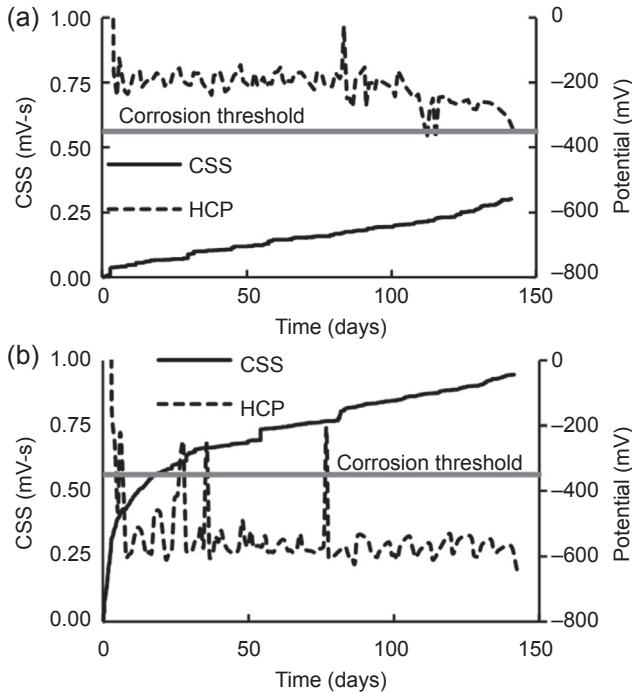 (a)
1.00
0.75
0.50
0.25
0.00
CSS (mV-s)
Corrosion threshold
CSS
HCP
0
–200
–400
–600
–800
Potential (mV)
0
50
100
150
Time (days)
(b)
1.00
0.75
0.50
0.25
0.00
CSS (mV-s)
CSS
HCP
Corrosion threshold
0
–200
–400
–600
–800
Potential (mV)
0
50
100
150
Time (days)